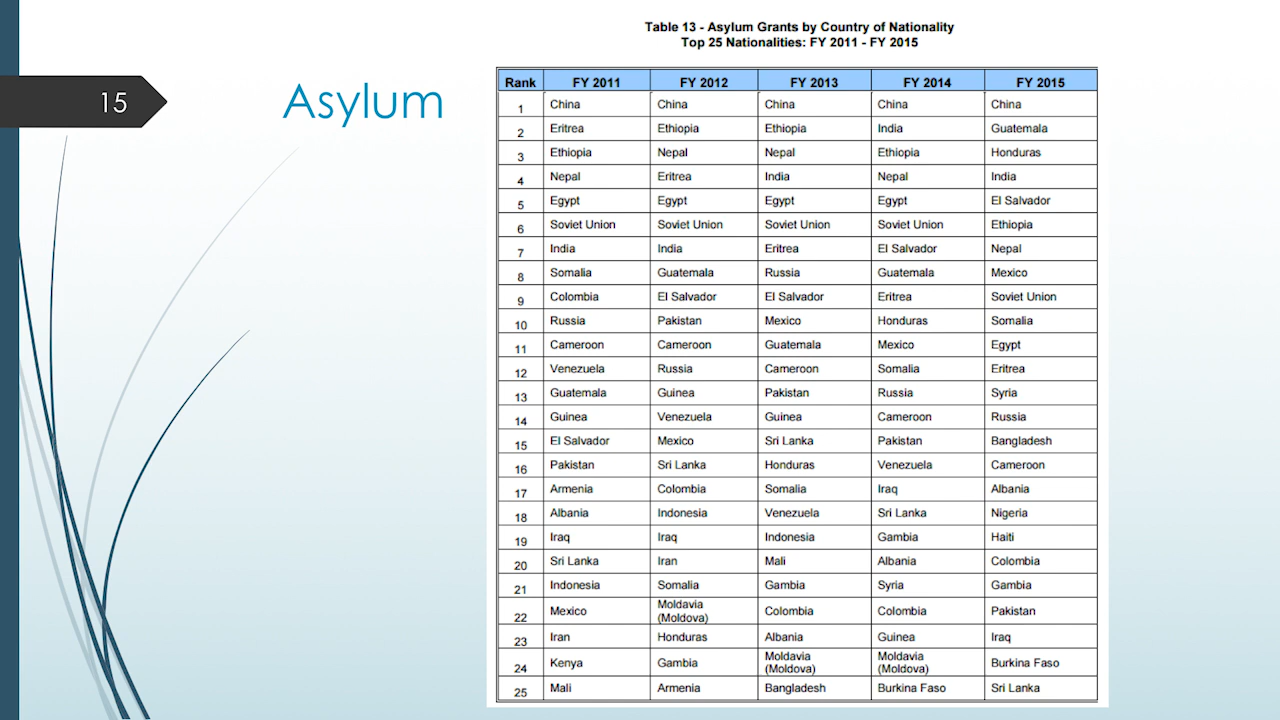 Table 13 - Asylum Grants by Country of Nationality
Top 25 Nationalities: FY 2011 - FY 2015
15
Asylum
Rank FY 2011 FY 2012 FY 2013 FY 2014 FY 2015
1 China China China China China
2 Eritrea Ethiopia Ethiopia India Guatemala
3 Ethiopia Nepal Nepal Ethiopia Honduras
4 Nepal Eritrea India Nepal India
5 Egypt Egypt Egypt Egypt El Salvador
6 Soviet Union Soviet Union Soviet Union Soviet Union Ethiopia
7 India India Eritrea El Salvador Nepal
8 Somalia Guatemala Russia Guatemala Mexico
9 Colombia El Salvador El Salvador Eritrea Soviet Union
10 Russia Pakistan Mexico Honduras Somalia
11 Cameroon Cameroon Guatemala Mexico Egypt
12 Venezuela Russia Cameroon Somalia Eritrea
13 Guatemala Guinea Pakistan Russia Syria
14 Guinea Venezuela Guinea Cameroon Russia
15 El Salvador Mexico Sri Lanka Pakistan Bangladesh
16 Pakistan Sri Lanka Honduras Venezuela Cameroon
17 Armenia Colombia Somalia Iraq Albania
18 Albania Indonesia Venezuela Sri Lanka Nigeria
19 Iraq Iraq Indonesia Gambia Haiti
20 Sri Lanka Iran Mali Albania Colombia
21 Indonesia Somalia Gambia Syria Gambia
22 Mexico Moldavia (Moldova) Colombia Colombia Pakistan
23 Iran Honduras Albania Guinea Iraq
24 Kenya Gambia Moldavia (Moldova) Moldavia (Moldova) Burkina Faso
25 Mali Armenia Bangladesh Burkina Faso Sri Lanka